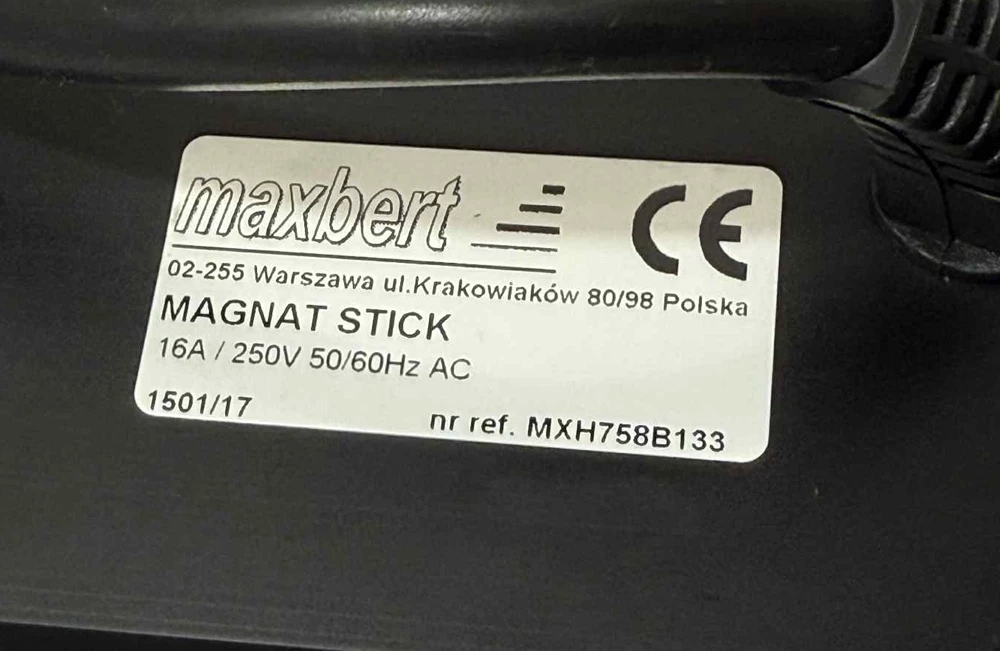 maxbert CE
02-255 Warszawa ul.Krakowiaków 80/98 Polska
MAGNAT STICK
16A / 250V 50/60Hz AC
1501/17 nr ref. MXH758B133